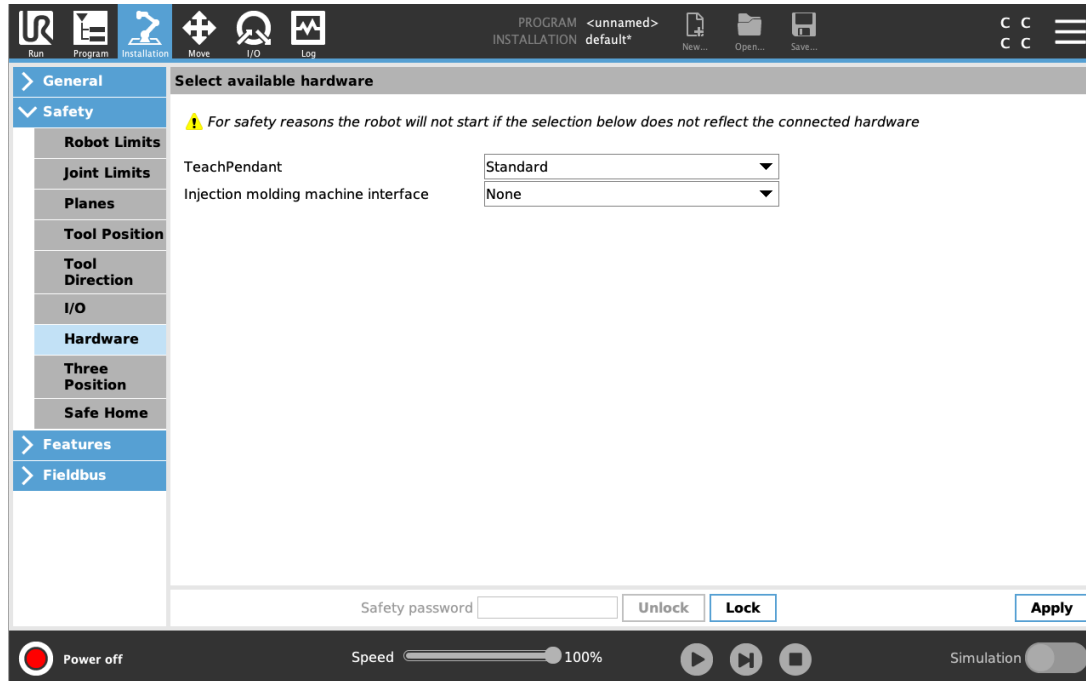 PROGRAM <unnamed>
INSTALLATION default*
C C
C C
UR
Run
Program
Installation
Move
I/O
Log
New...
Open...
Save...
General
Safety
Robot Limits
Joint Limits
Planes
Tool Position
Tool
Direction
I/O
Hardware
Three
Position
Safe Home
Features
Fieldbus
Select available hardware
For safety reasons the robot will not start if the selection below does not reflect the connected hardware
TeachPendant Standard
Injection molding machine interface None
Safety password Unlock Lock Apply
Power off Speed 100% Simulation